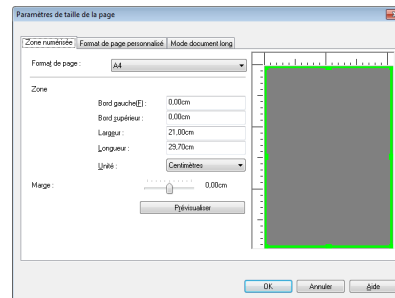 Paramètres de taille de la page
Zone numérisée Format de page personnalisé Mode document long
Format de page : A4
Zone
Bord gauche(F) : 0,00cm
Bord supérieur : 0,00cm
Largeur : 21,00cm
Longueur : 29,70cm
Unité : Centimètres
Marge : 0,00cm
Prévisualiser
OK Annuler Aide